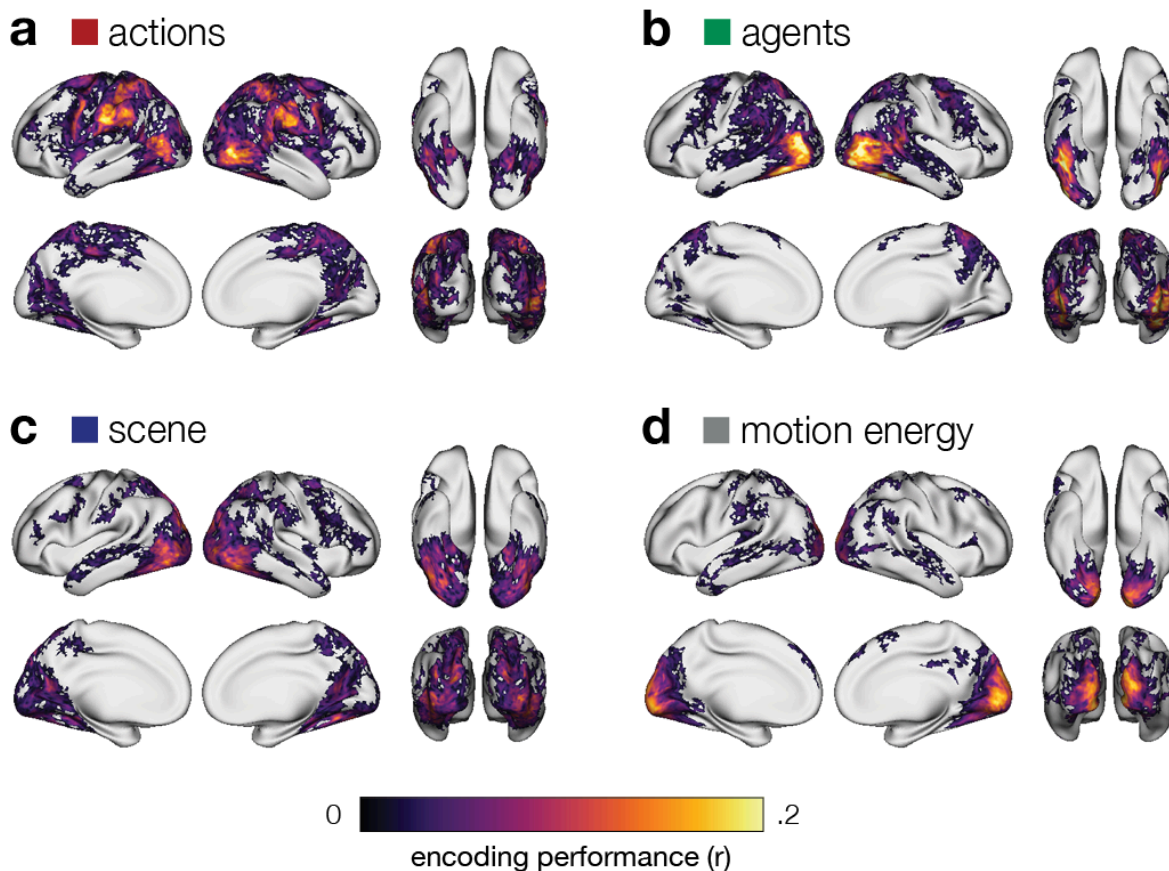 a actions
b agents
c scene
d motion energy
0 .2
encoding performance (r)